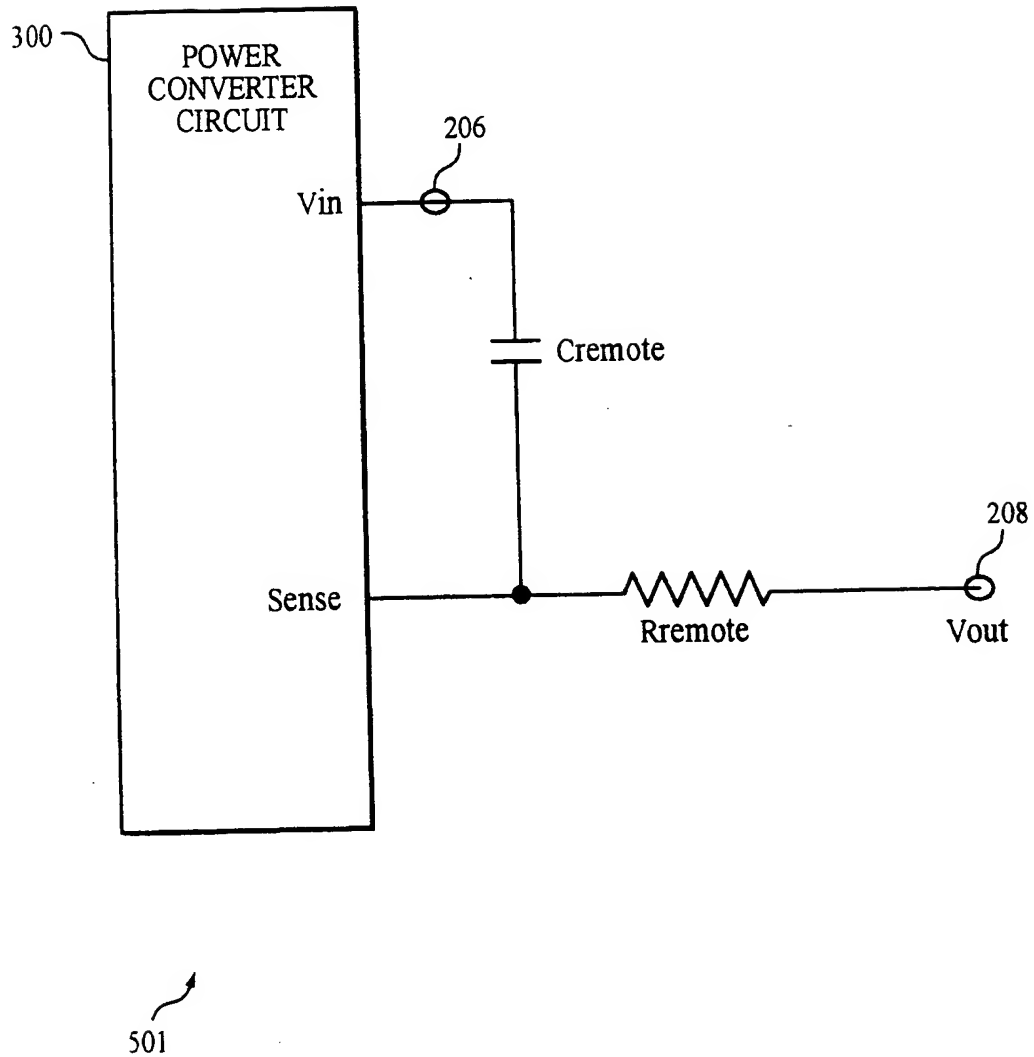 300
POWER
CONVERTER
CIRCUIT
206
Vin
Cremote
208
Sense
Rremote
Vout
501